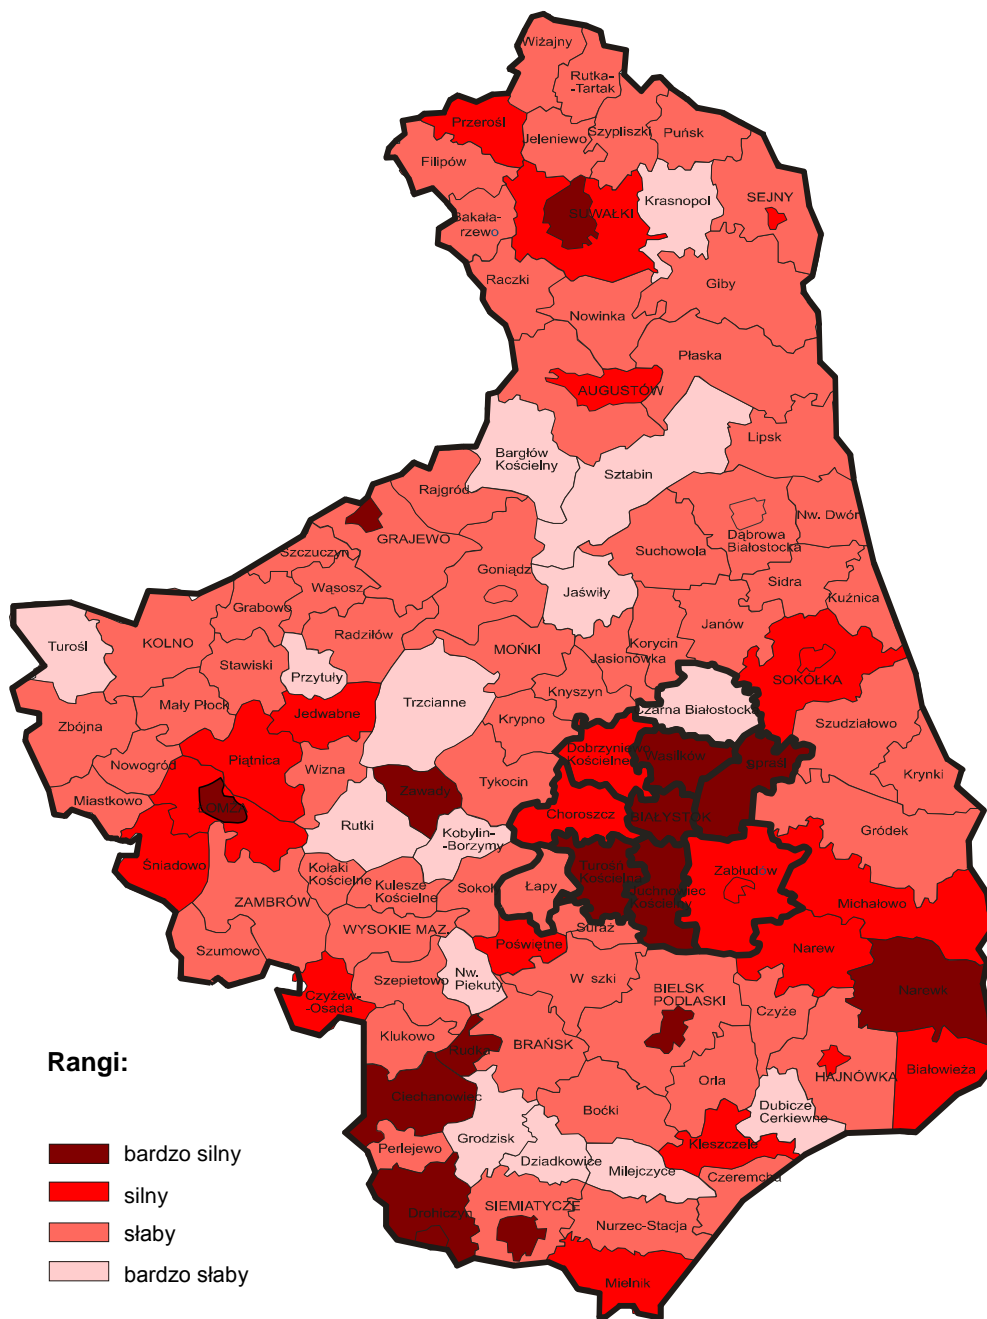 Wiżajny
Rutka-
-Tartak
Przerośl
Jeleniewo
Szypliszki
Puńsk
Filipów
Krasnopol
SEJNY
Bakała-
rzewo
SUWAŁKI
Raczki
Giby
Nowinka
Płaska
AUGUSTÓW
Bargłów
Kościelny
Sztabin
Lipsk
Rajgród
Nw. Dwór
GRAJEWO
Dąbrowa
Białostocka
Szczuczyn
Suchowola
Goniądz
Wąsosz
Sidra
Jaświły
Kuźnica
Grabowo
Janów
Radziłów
Korycin
Turośl
KOLNO
MOŃKI
Jasionówka
Stawiski
Przytuły
SOKÓŁKA
Trzcianne
Knyszyn
Mały Płock
Jedwabne
Czarna Białostocka
Zbójna
Krypno
Szudziałowo
Piątnica
Dobrzyniewo
Kościelne
Wasilków
Nowogród
Wizna
Tykocin
Krynki
Miastkowo
Zawady
ŁOMŻA
Choroszcz
BIAŁYSTOK
Rutki
Kobylin-
-Borzymy
Gródek
Śniadowo
Kołaki
Kościelne
Turośń
Kościelna
Zabłudów
Kulesze
Kościelne
Sokoł
Łapy
Juchnowiec
Kościelny
ZAMBRÓW
Michałowo
WYSOKIE MAZ.
Suraż
Szumowo
Poświętne
Narew
Szepietowo
Nw.
Piekuty
W szki
BIELSK
PODLASKI
Narewk
Czyżew-
-Osada
Czyże
Klukowo
Rudka
BRAŃSK
Białowieża
HAJNÓWKA
Orla
Ciechanowiec
Boćki
Dubicze
Cerkiewne
Kleszczele
Perlejewo
Grodzisk
Dziadkowice
Milejczyce
Czeremcha
Drohiczyn
SIEMIATYCZE
Nurzec-Stacja
Mielnik
Rangi:
bardzo silny
silny
słaby
bardzo słaby